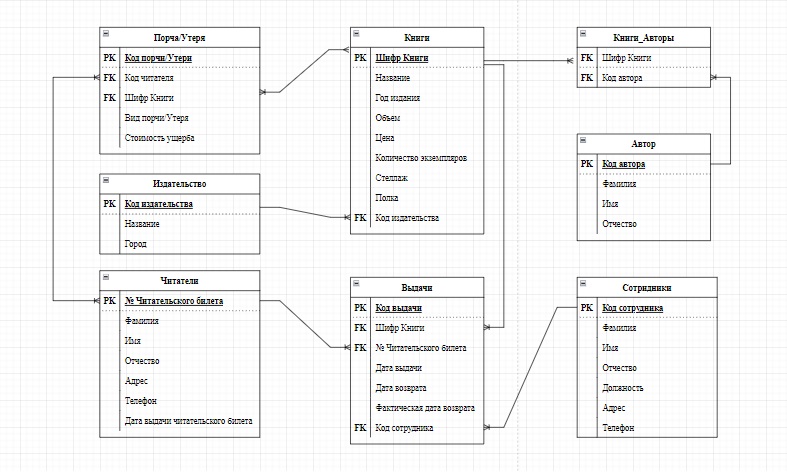 Порча/Утеря
PK Код порчи/Утери
FK Код читателя
FK Шифр Книги
Вид порчи/Утеря
Стоимость ущерба
Книги
PK Шифр Книги
Название
Год издания
Объем
Цена
Количество экземпляров
Стеллаж
Полка
FK Код издательства
Книги_Авторы
FK Шифр Книги
FK Код автора
Автор
PK Код автора
Фамилия
Имя
Отчество
Издательство
PK Код издательства
Название
Город
Читатели
PK № Читательского билета
Фамилия
Имя
Отчество
Адрес
Телефон
Дата выдачи читательского билета
Выдачи
PK Код выдачи
FK Шифр Книги
FK № Читательского билета
Дата выдачи
Дата возврата
Фактическая дата возврата
FK Код сотрудника
Сотрндники
PK Код сотрудника
Фамилия
Имя
Отчество
Должность
Адрес
Телефон